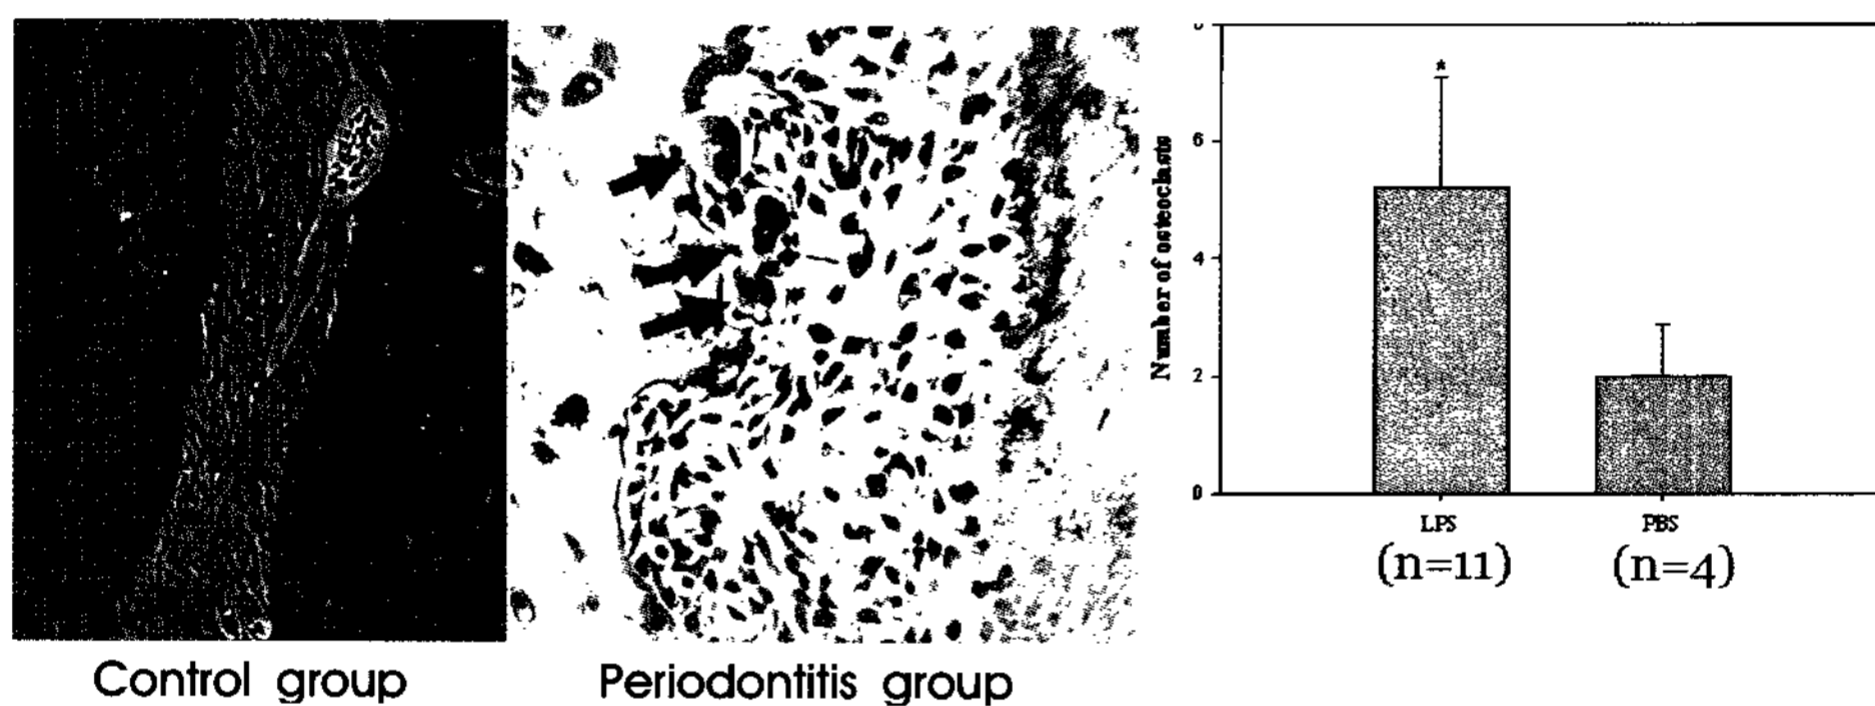 Control group
Periodontitis group
Number of osteoclasts
6
4
2
0
*
LPS
PBS
(n=11)
(n=4)